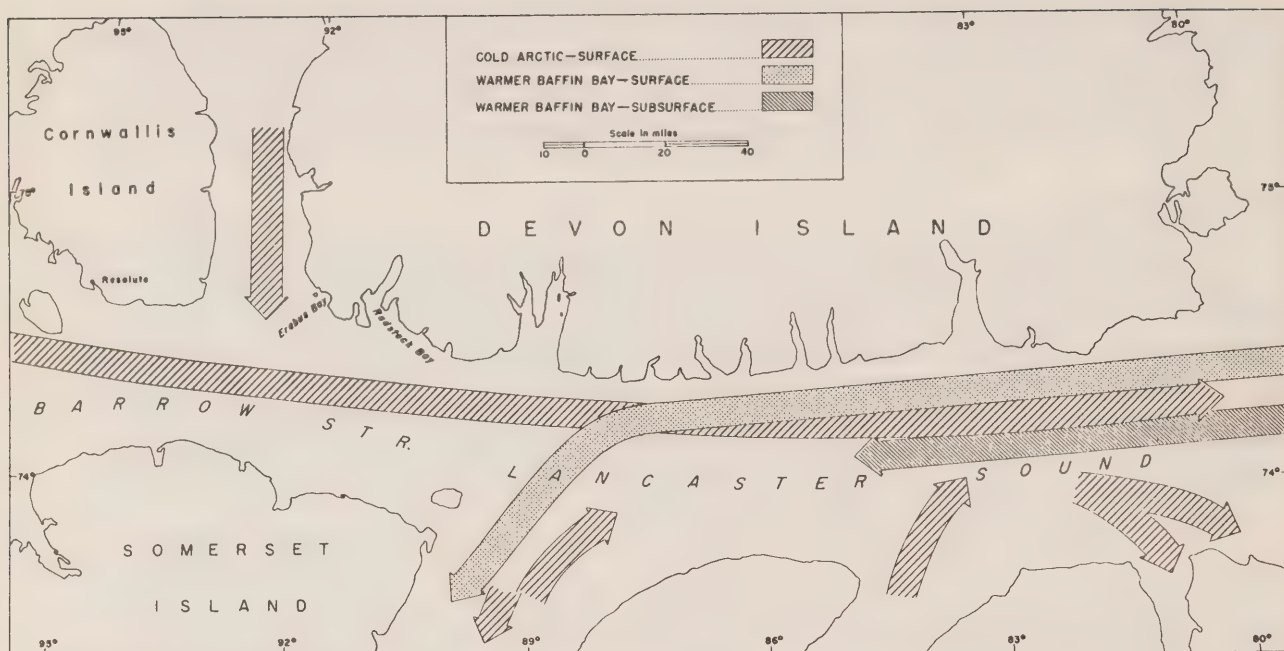 95° 92° 83° 80°
COLD ARCTIC—SURFACE
WARMER BAFFIN BAY—SURFACE
WARMER BAFFIN BAY—SUBSURFACE
Scale in miles
10 0 20 40
Cornwallis
Island
75° 75°
DEVON ISLAND
Resolute
Erebus Bay
Radstock Bay
BARROW STR.
LANCASTER SOUND
74° 74°
SOMERSET
ISLAND
95° 92° 89° 86° 83° 80°